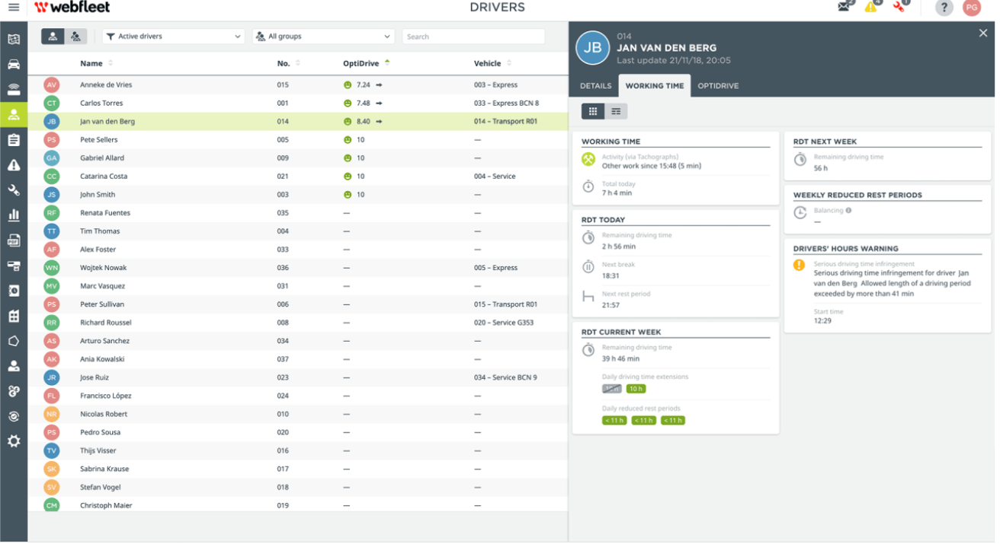 webfleet
DRIVERS
2
4
1
?
PG
Active drivers
All groups
Search
Name No. OptiDrive Vehicle
AV Anneke de Vries 015 7.24 003 – Express
CT Carlos Torres 001 7.48 033 – Express BCN 8
JB Jan van den Berg 014 8.40 014 – Transport R01
PS Pete Sellers 005 10 —
GA Gabriel Allard 009 10 —
CC Catarina Costa 021 10 004 – Service
JS John Smith 003 10 —
RF Renata Fuentes 035 — —
TT Tim Thomas 004 — —
AF Alex Foster 033 — —
WN Wojtek Nowak 036 — 005 – Express
MV Marc Vasquez 031 — —
PS Peter Sullivan 006 — 015 – Transport R01
RR Richard Roussel 008 — 020 – Service G353
AS Arturo Sanchez 034 — —
AK Ania Kowalski 037 — —
JR Jose Ruiz 023 — 034 – Service BCN 9
FL Francisco López 024 — —
NR Nicolas Robert 010 — —
PS Pedro Sousa 020 — —
TV Thijs Visser 016 — —
SK Sabrina Krause 017 — —
SV Stefan Vogel 018 — —
CM Christoph Maier 019 — —
PDF
JB
014
JAN VAN DEN BERG
Last update 21/11/18, 20:05
DETAILS WORKING TIME OPTIDRIVE
WORKING TIME
Activity (via Tachographs)
Other work since 15:48 (5 min)
Total today
7 h 4 min
RDT TODAY
Remaining driving time
2 h 56 min
Next break
18:31
Next rest period
21:57
RDT CURRENT WEEK
Remaining driving time
39 h 46 min
Daily driving time extensions
10 h 10 h
Daily reduced rest periods
< 11 h < 11 h < 11 h
RDT NEXT WEEK
Remaining driving time
56 h
WEEKLY REDUCED REST PERIODS
Balancing
—
DRIVERS' HOURS WARNING
Serious driving time infringement
Serious driving time infringement for driver Jan
van den Berg Allowed length of a driving period
exceeded by more than 41 min
Start time
12:29